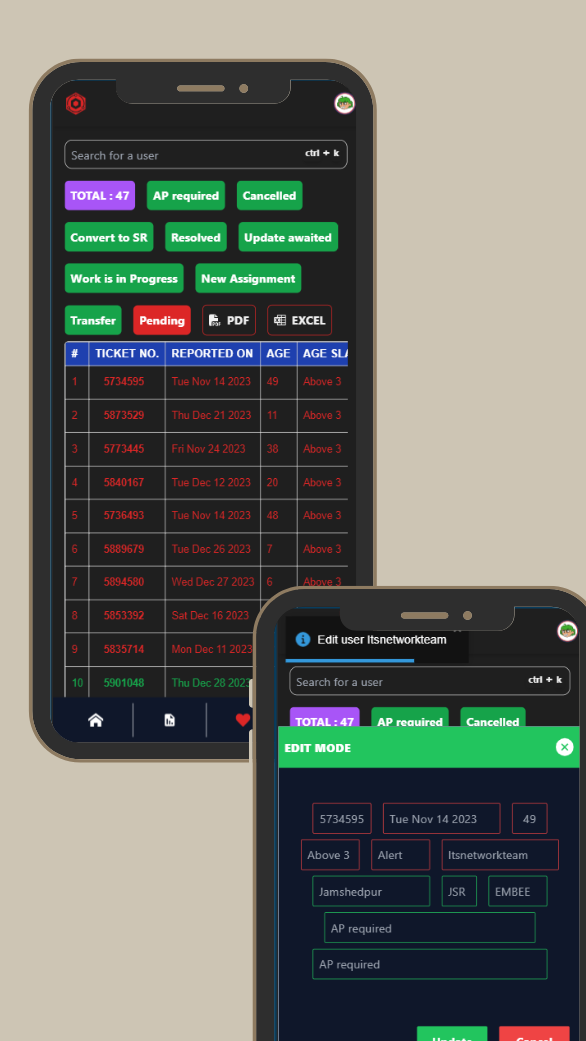 Search for a user ctrl + k
TOTAL : 47 AP required Cancelled
Convert to SR Resolved Update awaited
Work is in Progress New Assignment
Transfer Pending PDF EXCEL
# TICKET NO. REPORTED ON AGE AGE SLA
1 5734595 Tue Nov 14 2023 49 Above 3
2 5873529 Thu Dec 21 2023 11 Above 3
3 5773445 Fri Nov 24 2023 38 Above 3
4 5840167 Tue Dec 12 2023 20 Above 3
5 5736493 Tue Nov 14 2023 48 Above 3
6 5889679 Tue Dec 26 2023 7 Above 3
7 5894580 Wed Dec 27 2023 6 Above 3
8 5853392 Sat Dec 16 2023
9 5835714 Mon Dec 11 2023
10 5901048 Thu Dec 28 2023
Edit user Itsnetworkteam
Search for a user ctrl + k
TOTAL : 47 AP required Cancelled
EDIT MODE
5734595 Tue Nov 14 2023 49
Above 3 Alert Itsnetworkteam
Jamshedpur JSR EMBEE
AP required
AP required
Update Cancel